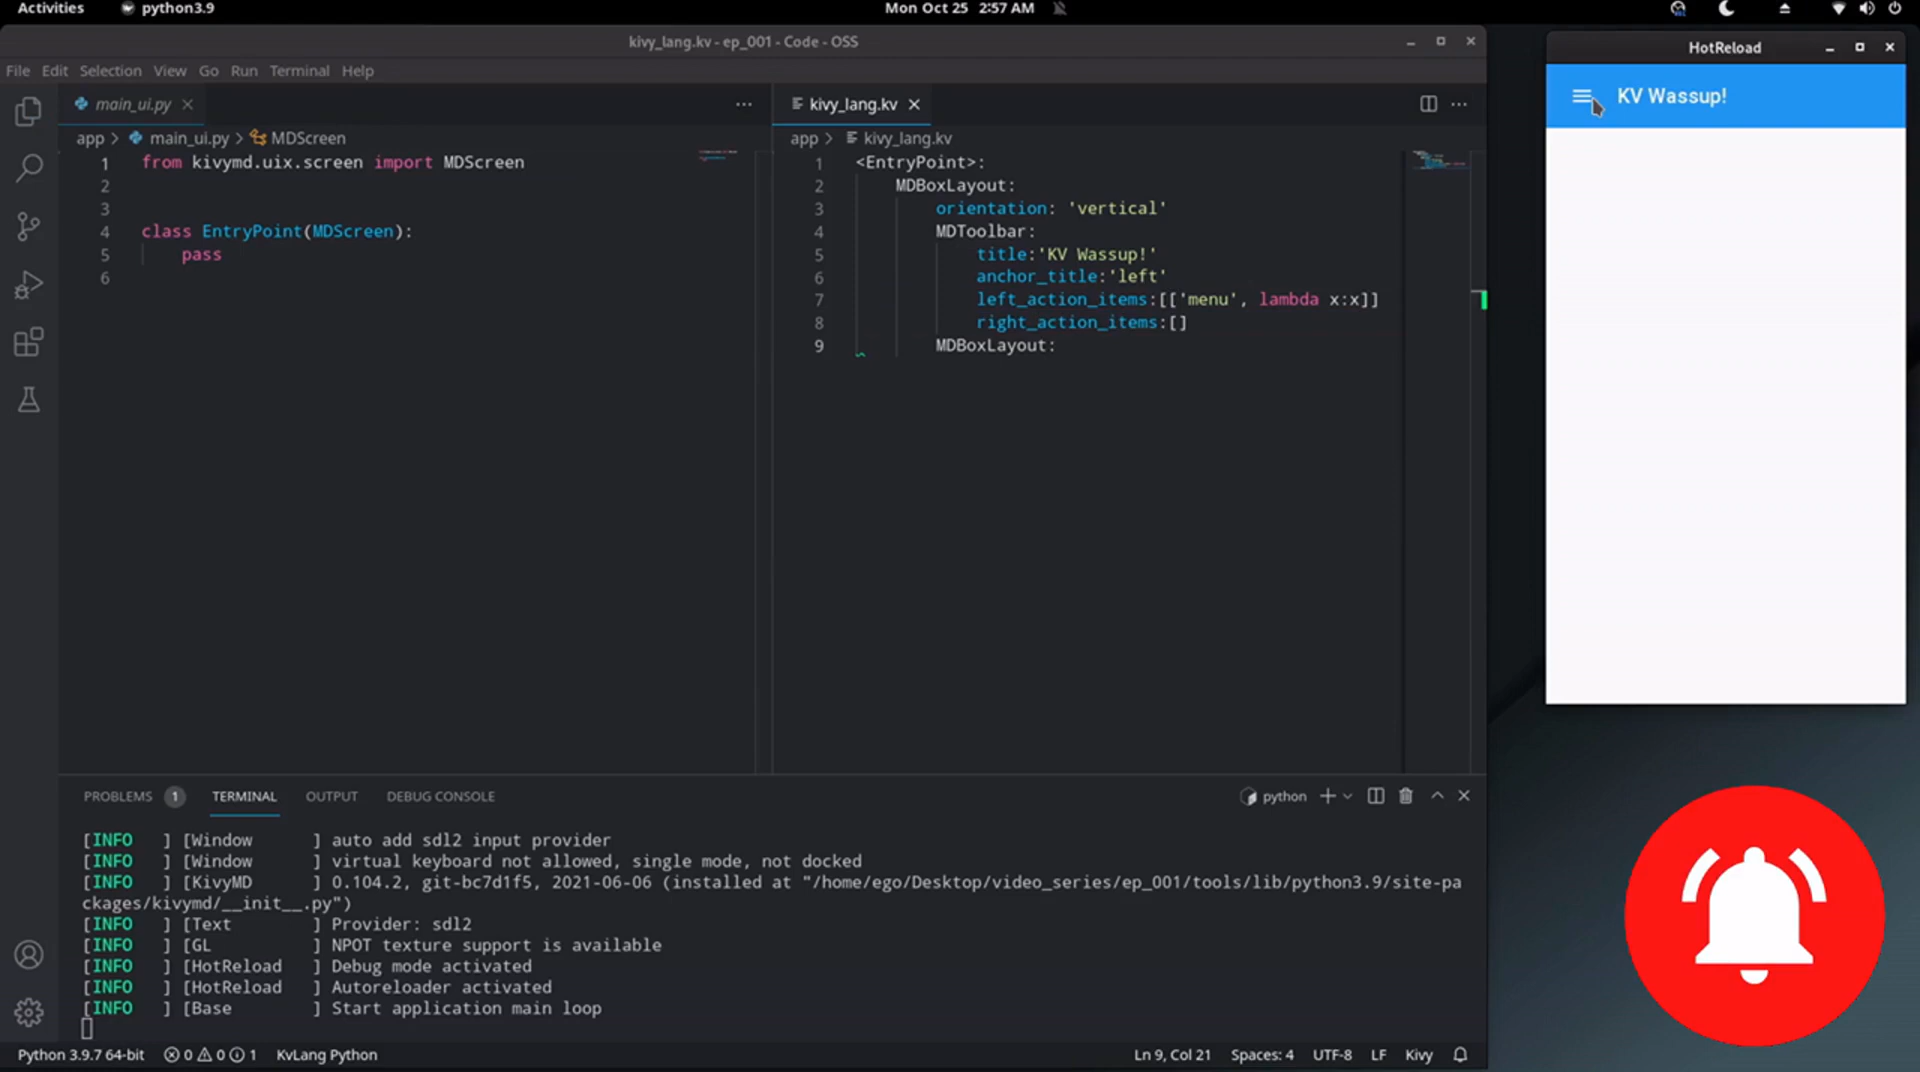 Activities
python3.9
Mon Oct 25 2:57 AM
kivy_lang.kv - ep_001 - Code - OSS
File Edit Selection View Go Run Terminal Help
main_ui.py
app > main_ui.py > MDScreen
1 from kivymd.uix.screen import MDScreen
2
3
4 class EntryPoint(MDScreen):
5 pass
6
kivy_lang.kv
app > kivy_lang.kv
1 <EntryPoint>:
2 MDBoxLayout:
3 orientation: 'vertical'
4 MDToolbar:
5 title:'KV Wassup!'
6 anchor_title:'left'
7 left_action_items:[['menu', lambda x:x]]
8 right_action_items:[]
9 MDBoxLayout:
HotReload
KV Wassup!
PROBLEMS 1 TERMINAL OUTPUT DEBUG CONSOLE
python
[INFO ] [Window ] auto add sdl2 input provider
[INFO ] [Window ] virtual keyboard not allowed, single mode, not docked
[INFO ] [KivyMD ] 0.104.2, git-bc7d1f5, 2021-06-06 (installed at "/home/ego/Desktop/video_series/ep_001/tools/lib/python3.9/site-pa
ckages/kivymd/__init__.py")
[INFO ] [Text ] Provider: sdl2
[INFO ] [GL ] NPOT texture support is available
[INFO ] [HotReload ] Debug mode activated
[INFO ] [HotReload ] Autoreloader activated
[INFO ] [Base ] Start application main loop
Python 3.9.7 64-bit 0 0 1 KvLang Python
Ln 9, Col 21 Spaces: 4 UTF-8 LF Kivy